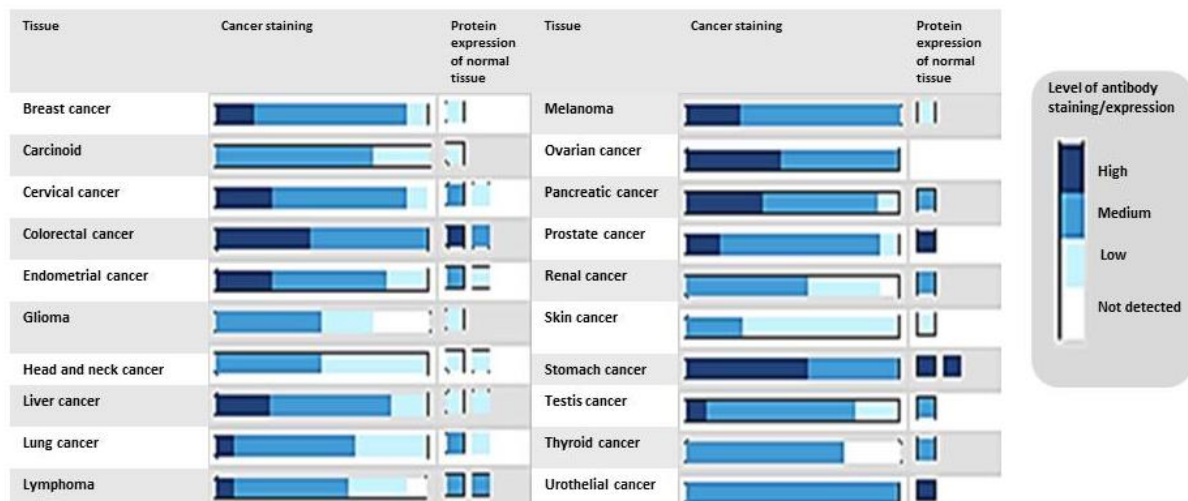 Tissue
Cancer staining
Protein
expression
of normal
tissue
Tissue
Cancer staining
Protein
expression
of normal
tissue
Breast cancer
Carcinoid
Cervical cancer
Colorectal cancer
Endometrial cancer
Glioma
Head and neck cancer
Liver cancer
Lung cancer
Lymphoma
Melanoma
Ovarian cancer
Pancreatic cancer
Prostate cancer
Renal cancer
Skin cancer
Stomach cancer
Testis cancer
Thyroid cancer
Urothelial cancer
Level of antibody
staining/expression
High
Medium
Low
Not detected